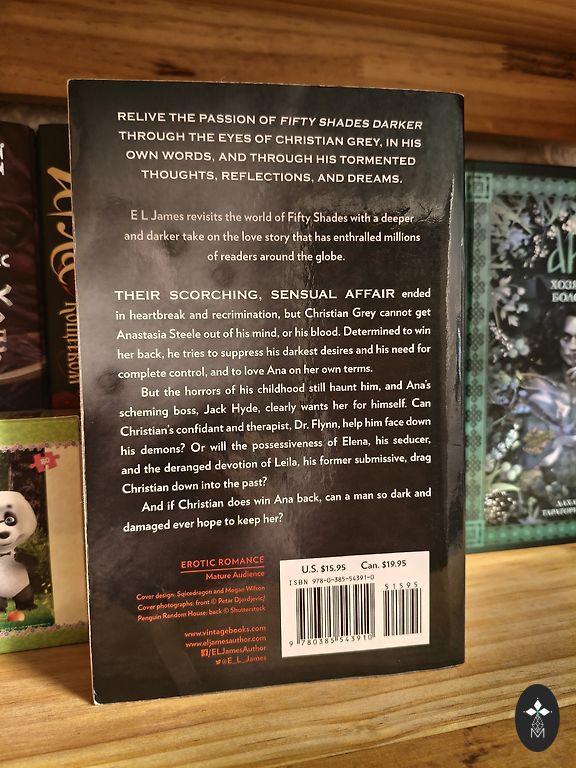 RELIVE THE PASSION OF FIFTY SHADES DARKER
THROUGH THE EYES OF CHRISTIAN GREY, IN HIS
OWN WORDS, AND THROUGH HIS TORMENTED
THOUGHTS, REFLECTIONS, AND DREAMS.
E L James revisits the world of Fifty Shades with a deeper
and darker take on the love story that has enthralled millions
of readers around the globe.
THEIR SCORCHING, SENSUAL AFFAIR ended
in heartbreak and recrimination, but Christian Grey cannot get
Anastasia Steele out of his mind, or his blood. Determined to win
her back, he tries to suppress his darkest desires and his need for
complete control, and to love Ana on her own terms.
But the horrors of his childhood still haunt him, and Ana's
scheming boss, Jack Hyde, clearly wants her for himself. Can
Christian's confidant and therapist, Dr. Flynn, help him face down
his demons? Or will the possessiveness of Elena, his seducer,
and the deranged devotion of Leila, his former submissive, drag
Christian down into the past?
And if Christian does win Ana back, can a man so dark and
damaged ever hope to keep her?
EROTIC ROMANCE
Mature Audience
Cover design: Sqicedragon and Megan Wilson
Cover photographs: front © Petar Djordjevic/
Penguin Random House; back © Shutterstock
www.vintagebooks.com
www.eljamesauthor.com
/ELJamesAuthor
@E_L_James
U.S. $15.95 Can. $19.95
ISBN 978-0-385-54391-0
51595
9 780385 543910
80
ХОЗЯ
БОЛО
M